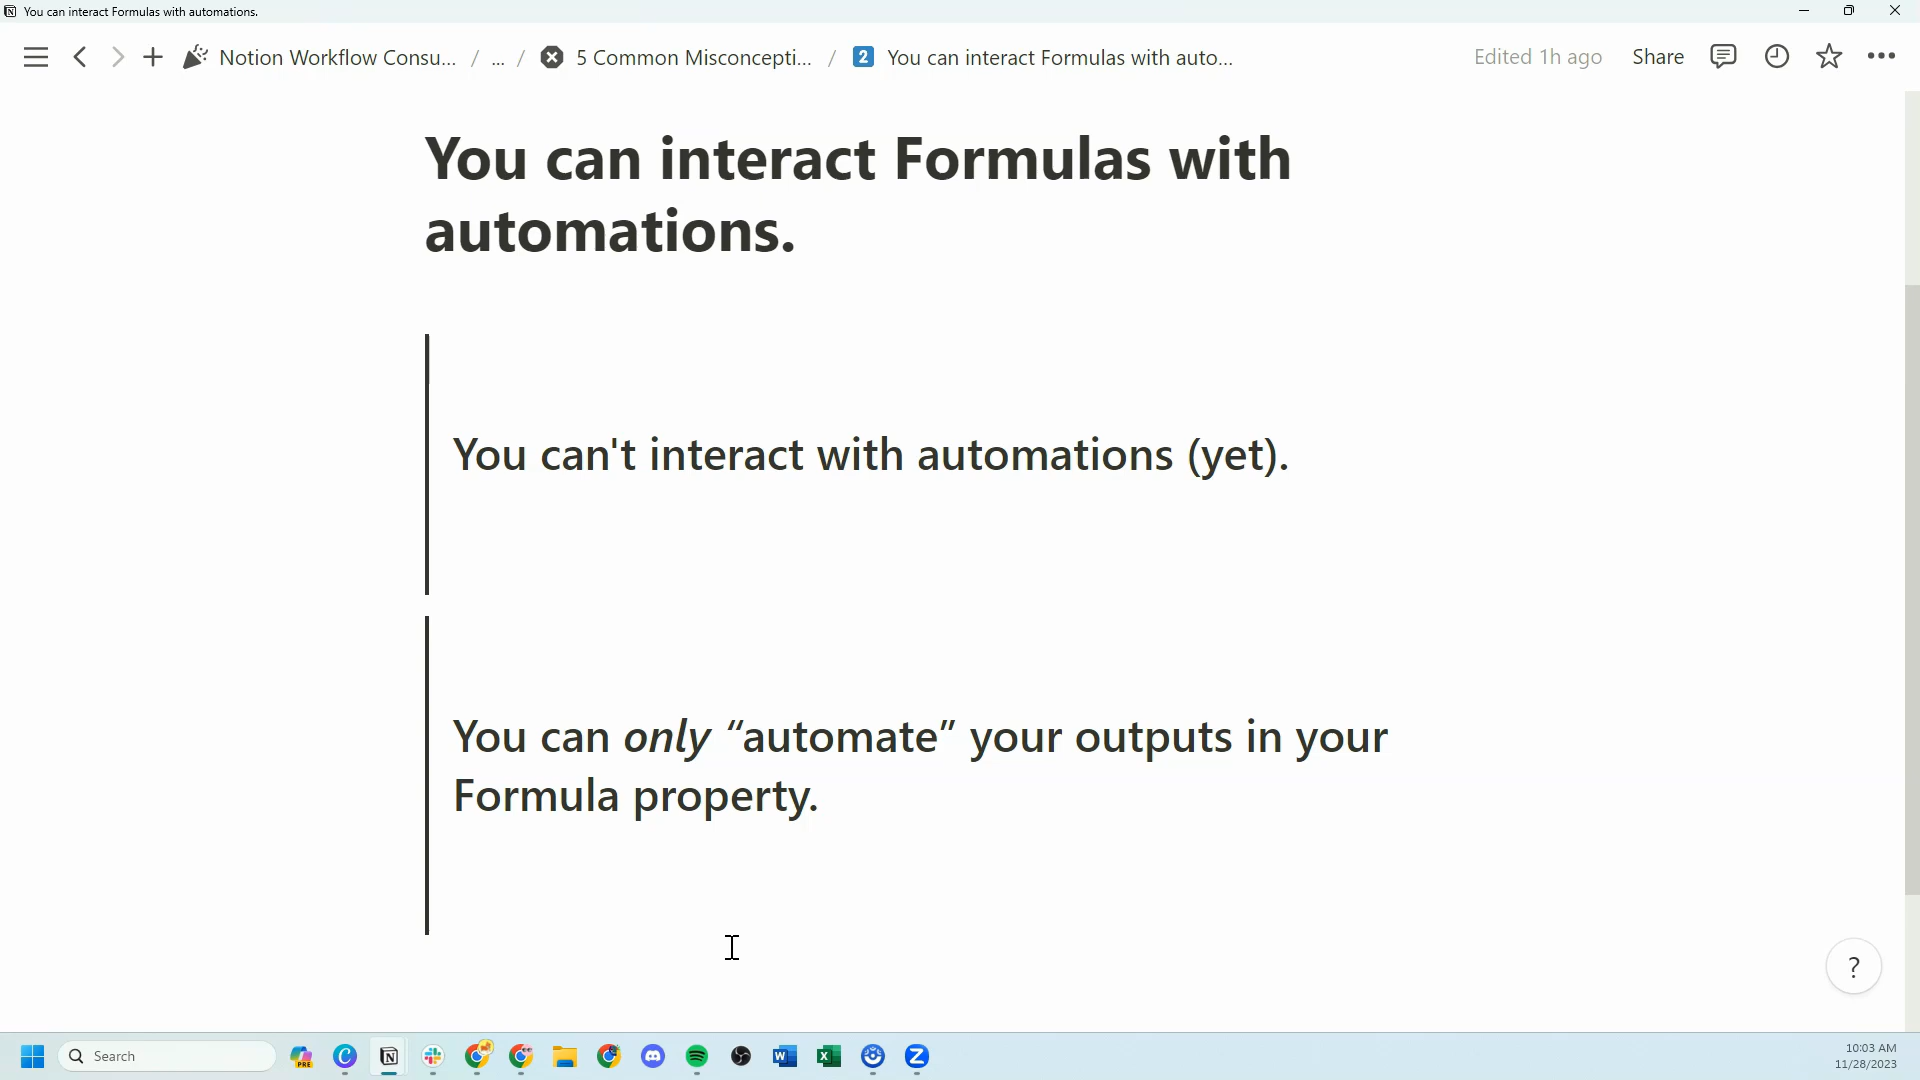 You can interact Formulas with automations.
Notion Workflow Consu... / ... / 5 Common Misconcepti... / 2 You can interact Formulas with auto...
Edited 1h ago Share
You can interact Formulas with
automations.
You can't interact with automations (yet).
You can only “automate” your outputs in your
Formula property.
?
Search
PRE
10:03 AM
11/28/2023